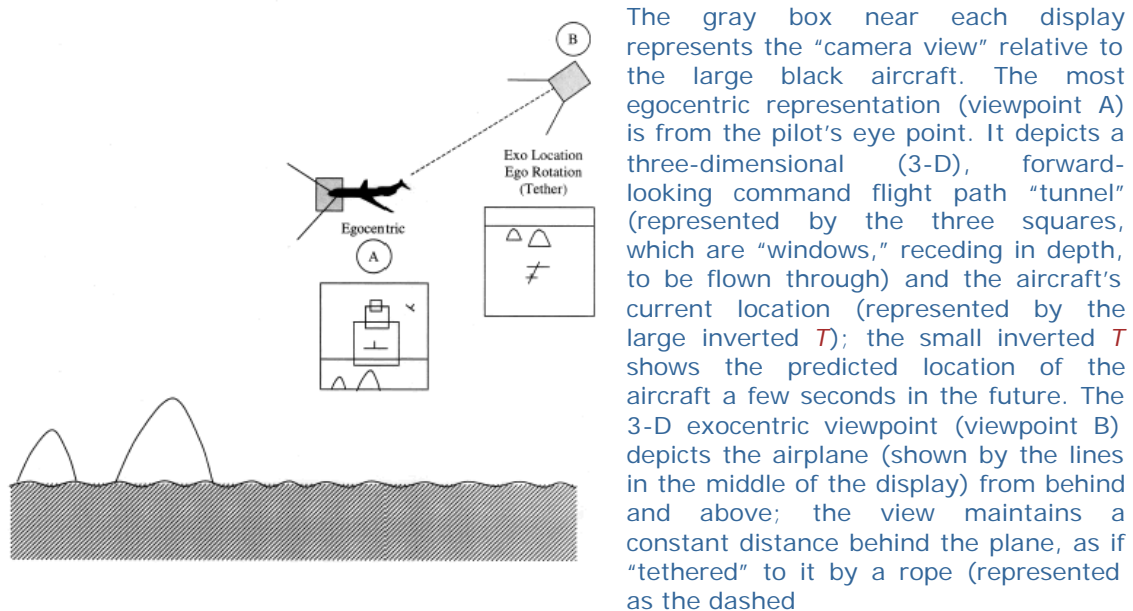 B
Exo Location
Ego Rotation
(Tether)
Egocentric
A
The gray box near each display
represents the “camera view” relative to
the large black aircraft. The most
egocentric representation (viewpoint A)
is from the pilot’s eye point. It depicts a
three-dimensional (3-D), forward-
looking command flight path “tunnel”
(represented by the three squares,
which are “windows,” receding in depth,
to be flown through) and the aircraft’s
current location (represented by the
large inverted T); the small inverted T
shows the predicted location of the
aircraft a few seconds in the future. The
3-D exocentric viewpoint (viewpoint B)
depicts the airplane (shown by the lines
in the middle of the display) from behind
and above; the view maintains a
constant distance behind the plane, as if
“tethered” to it by a rope (represented
as the dashed